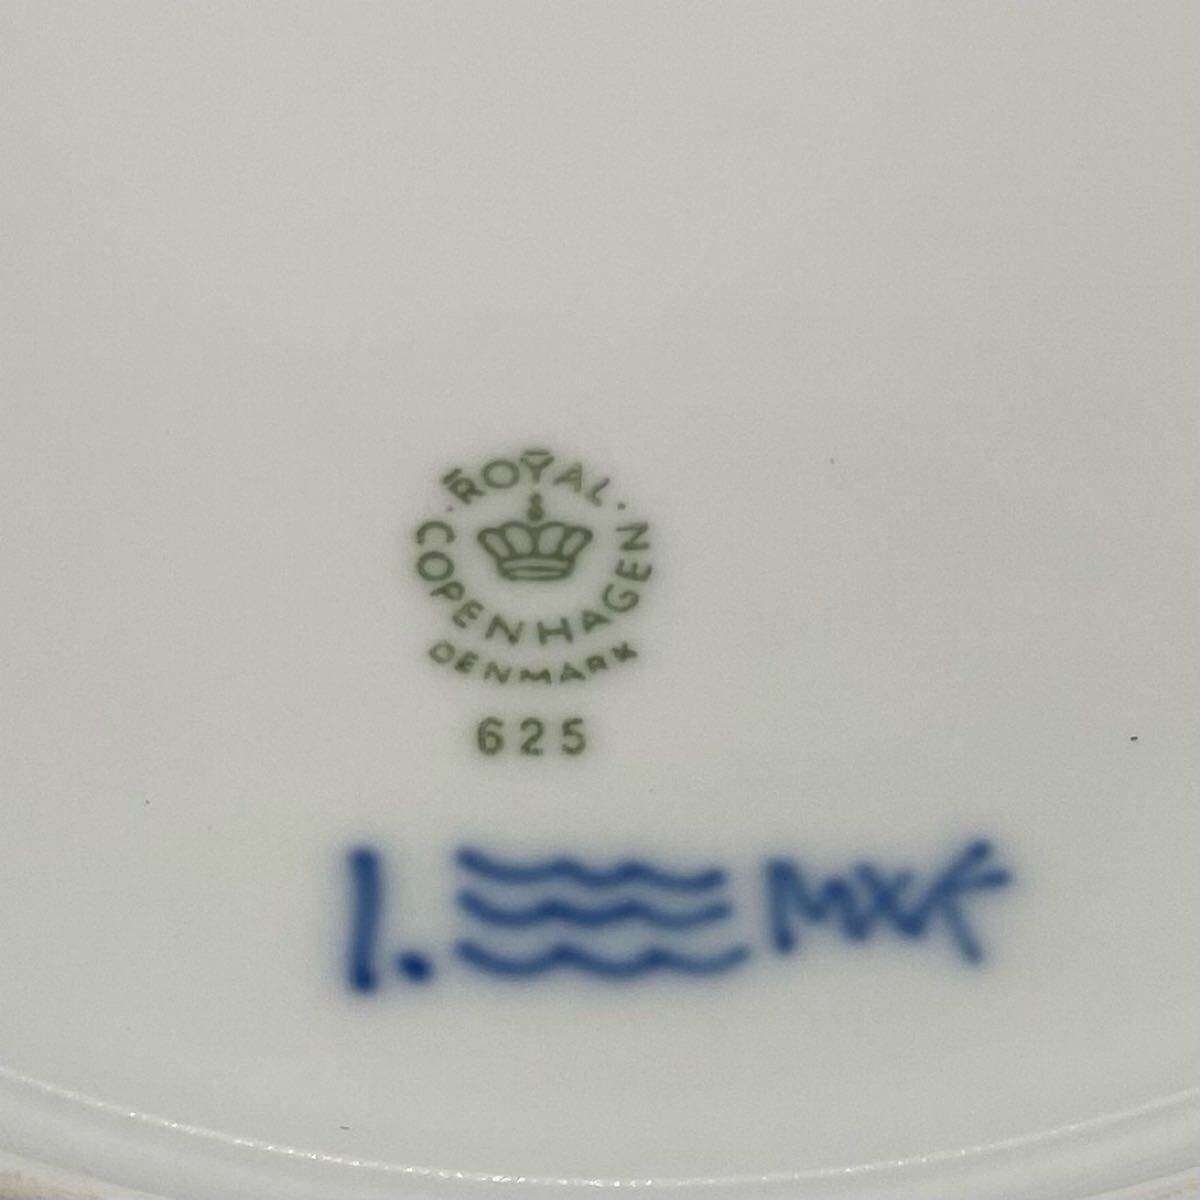 ROYAL
COPENHAGEN
DENMARK
625
1.